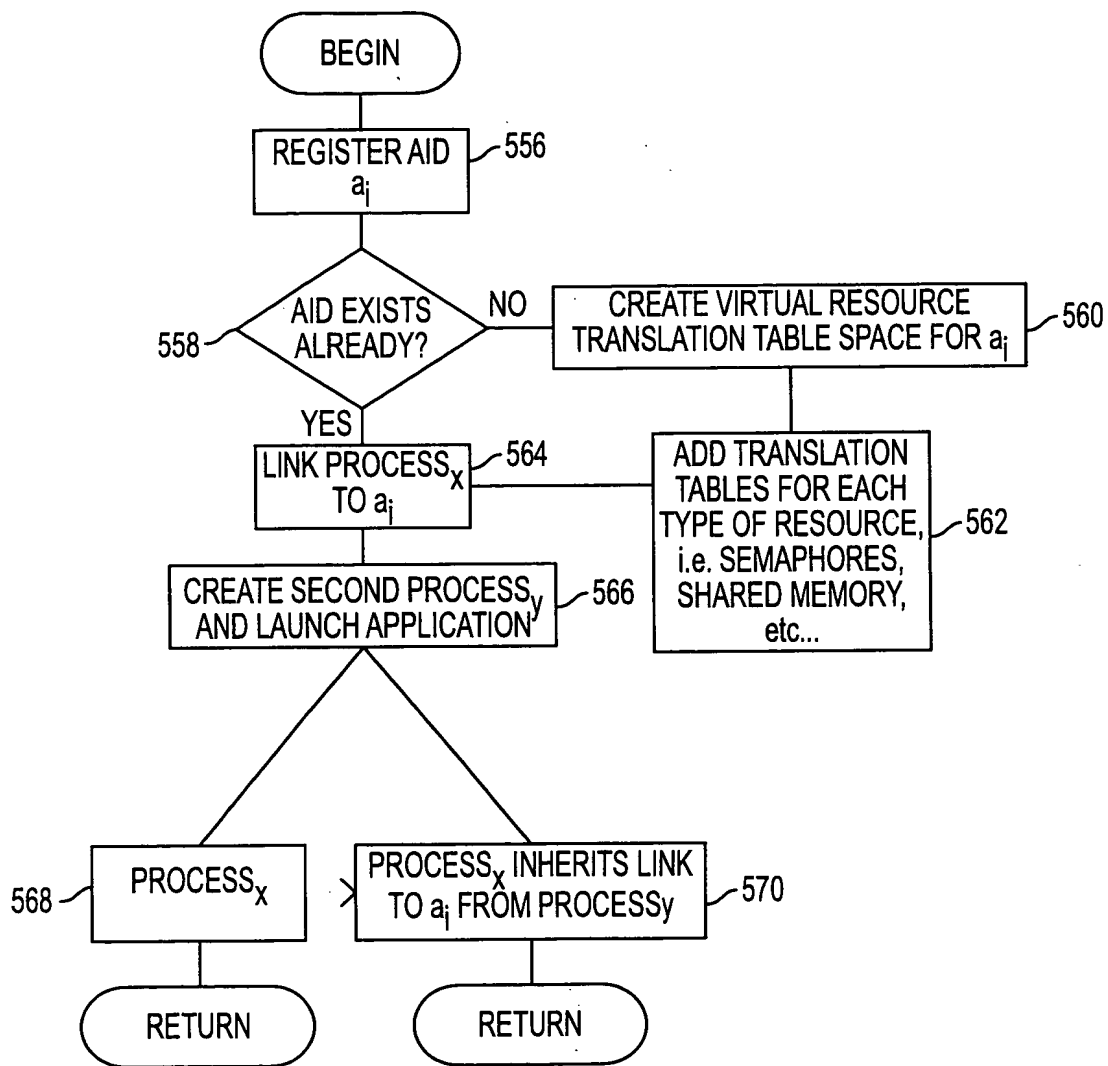 BEGIN
REGISTER AID
a_i
556
AID EXISTS
ALREADY?
558
NO
YES
CREATE VIRTUAL RESOURCE
TRANSLATION TABLE SPACE FOR a_i
560
ADD TRANSLATION
TABLES FOR EACH
TYPE OF RESOURCE,
i.e. SEMAPHORES,
SHARED MEMORY,
etc...
562
LINK PROCESS_X
TO a_i
564
CREATE SECOND PROCESS_y
AND LAUNCH APPLICATION
566
PROCESS_X
568
PROCESS_X INHERITS LINK
TO a_i FROM PROCESSy
570
RETURN
RETURN